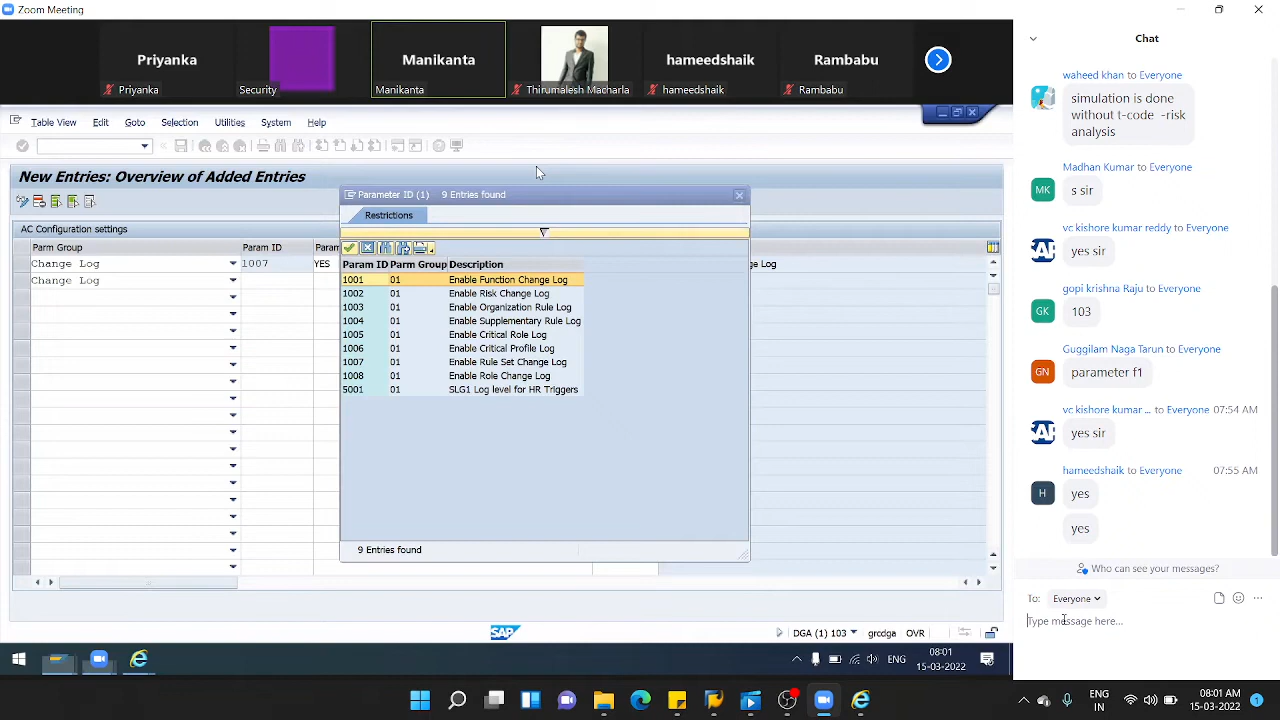 Zoom Meeting
Priyanka
Manikanta
hameedshaik
Rambabu
Priyanka
Security
Manikanta
Thirumalesh Macharla
hameedshaik
Rambabu
Table View Edit Goto Selection Utilities System Help
New Entries: Overview of Added Entries
AC Configuration settings
Parm Group Param ID Param
Change Log 1007 YES ge Log
Change Log
Parameter ID (1) 9 Entries found
Restrictions
Param ID Parm Group Description
1001 01 Enable Function Change Log
1002 01 Enable Risk Change Log
1003 01 Enable Organization Rule Log
1004 01 Enable Supplementary Rule Log
1005 01 Enable Critical Role Log
1006 01 Enable Critical Profile Log
1007 01 Enable Rule Set Change Log
1008 01 Enable Role Change Log
5001 01 SLG1 Log level for HR Triggers
9 Entries found
SAP
DGA (1) 103 grcdga OVR
ENG
08:01
15-03-2022
Chat
waheed khan to Everyone
simulation is done
without t-code -risk
analysis
Madhan Kumar to Everyone
MK
s sir
vc kishore kumar reddy to Everyone
SAP
yes sir
gopi krishna Raju to Everyone
GK
103
Guggilam Naga Tarun to Everyone
GN
parameter f1
vc kishore kumar ... to Everyone 07:54 AM
SAP
yes sir
hameedshaik to Everyone 07:55 AM
H
yes
yes
Who can see your messages?
To: Everyone
Type message here...
ENG
IN
08:01 AM
15-03-2022
1